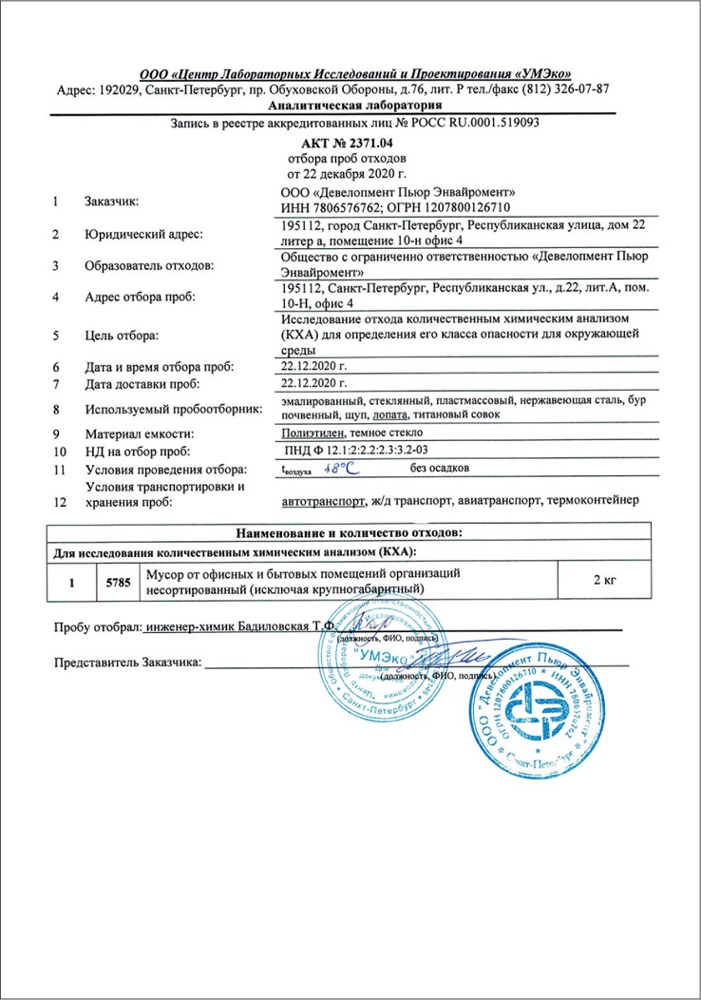 ООО «Центр Лабораторных Исследований и Проектирования «УМЭко»
Адрес: 192029, Санкт-Петербург, пр. Обуховской Обороны, д.76, лит. Р тел./факс (812) 326-07-87
Аналитическая лаборатория
Запись в реестре аккредитованных лиц № РОСС RU.0001.519093
АКТ № 2371.04
отбора проб отходов
от 22 декабря 2020 г.
1 Заказчик: ООО «Девелопмент Пьюр Энвайромент»
ИНН 7806576762; ОГРН 1207800126710
2 Юридический адрес: 195112, город Санкт-Петербург, Республиканская улица, дом 22
литер а, помещение 10-н офис 4
3 Образователь отходов: Общество с ограниченно ответственностью «Девелопмент Пьюр
Энвайромент»
4 Адрес отбора проб: 195112, Санкт-Петербург, Республиканская ул., д.22, лит.А, пом.
10-Н, офис 4
5 Цель отбора: Исследование отхода количественным химическим анализом
(КХА) для определения его класса опасности для окружающей
среды
6 Дата и время отбора проб: 22.12.2020 г.
7 Дата доставки проб: 22.12.2020 г.
8 Используемый пробоотборник: эмалированный, стеклянный, пластмассовый, нержавеющая сталь, бур
почвенный, щуп, лопата, титановый совок
9 Материал емкости: Полиэтилен, темное стекло
10 НД на отбор проб: ПНД Ф 12.1:2:2.2:2.3:3.2-03
11 Условия проведения отбора: tвоздуха 18°C без осадков
12 Условия транспортировки и
хранения проб: автотранспорт, ж/д транспорт, авиатранспорт, термоконтейнер
Наименование и количество отходов:
Для исследования количественным химическим анализом (КХА):
1 5785 Мусор от офисных и бытовых помещений организаций
несортированный (исключая крупногабаритный) 2 кг
Пробу отобрал: инженер-химик Бадиловская Т.Ф.
(должность, ФИО, подпись)
Представитель Заказчика:
(должность, ФИО, подпись)
"УМЭко"
Для
документов
Санкт-Петербург
ООО "Девелопмент Пьюр Энвайромент"
ОГРН 1207800126710 * ИНН 7806576762
Санкт-Петербург